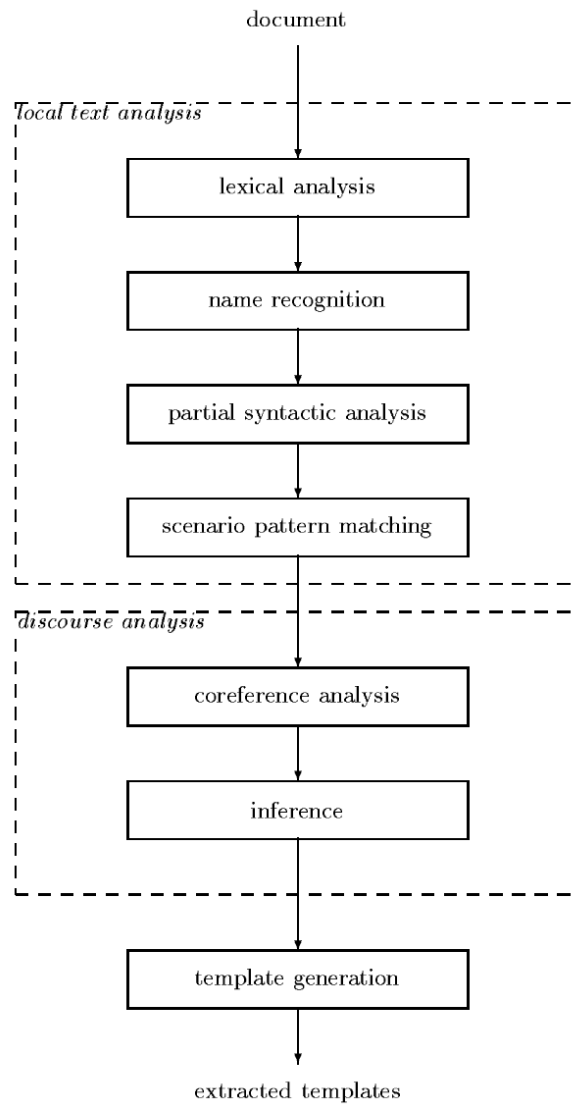 document
local text analysis
lexical analysis
name recognition
partial syntactic analysis
scenario pattern matching
discourse analysis
coreference analysis
inference
template generation
extracted templates